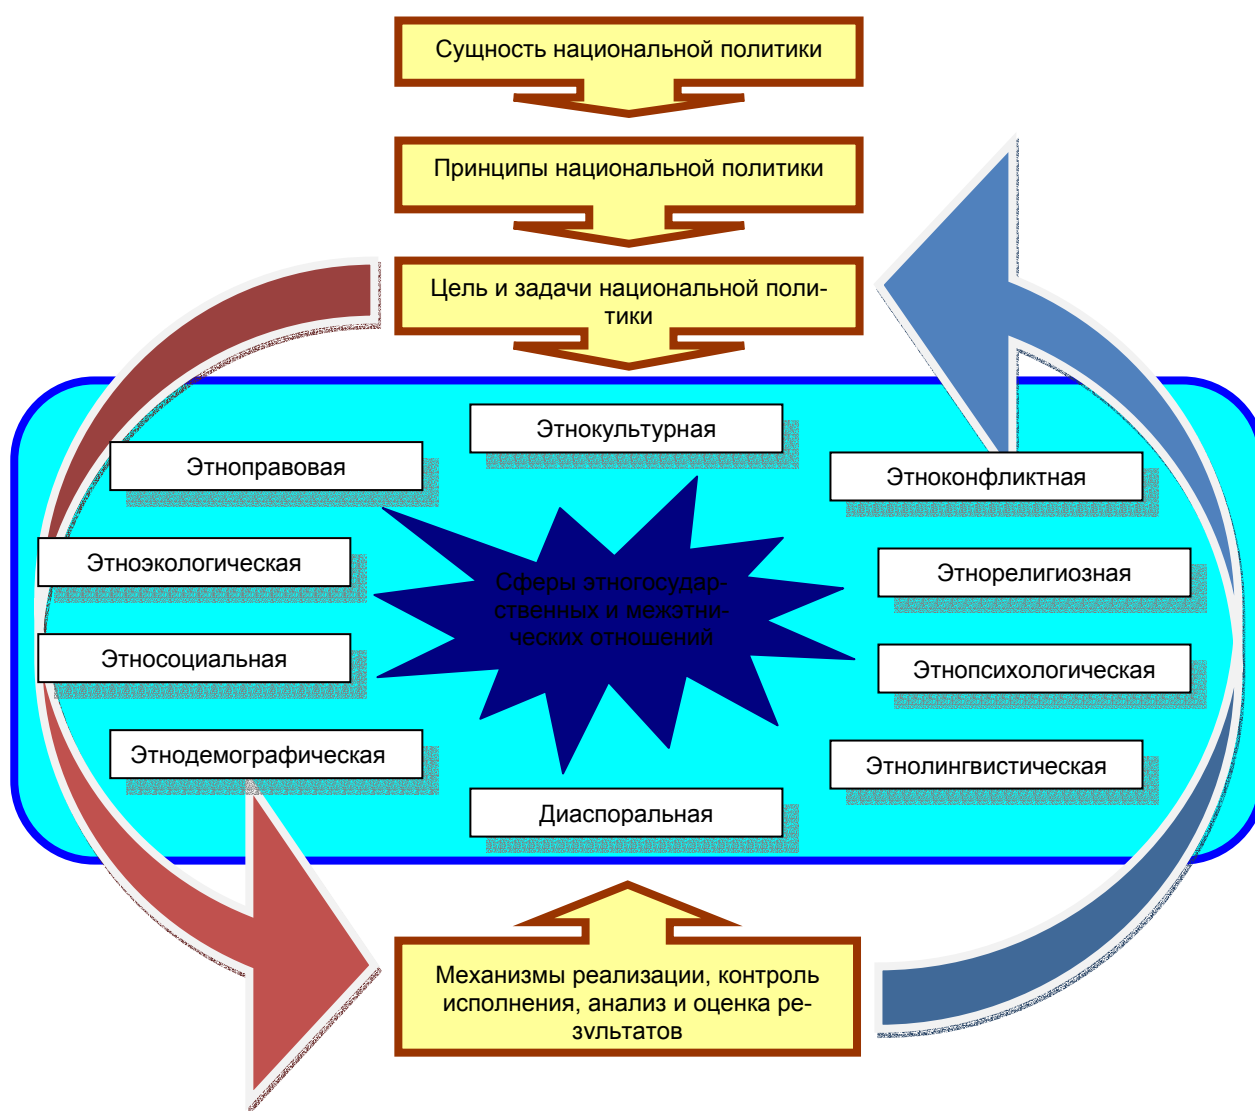 Сущность национальной политики
Принципы национальной политики
Цель и задачи национальной поли-
тики
Этнокультурная
Этноправовая
Этноконфликтная
Этноэкологическая
Этнорелигиозная
Сферы этногосудар-
ственных и межэтни-
ческих отношений
Этносоциальная
Этнопсихологическая
Этнодемографическая
Этнолингвистическая
Диаспоральная
Механизмы реализации, контроль
исполнения, анализ и оценка ре-
зультатов